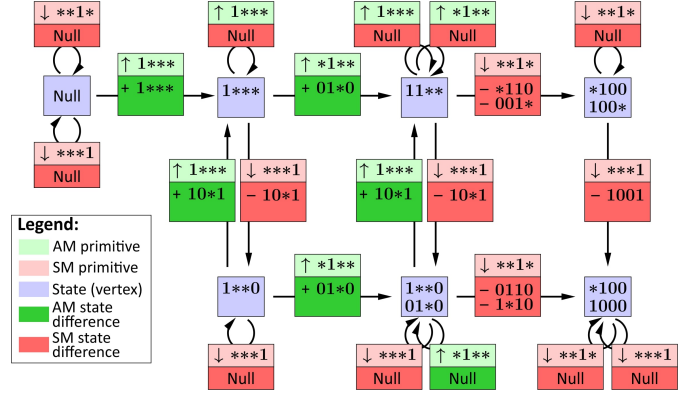 ↓ **1*
Null
↑ 1***
Null
↑ 1***
Null
↑ *1**
Null
↓ **1*
Null
Null
↑ 1***
+ 1***
1***
↑ *1**
+ 01*0
11**
↓ **1*
− *110
− 001*
*100
100*
↓ ***1
Null
↑ 1***
+ 10*1
↓ ***1
− 10*1
↑ 1***
+ 10*1
↓ ***1
− 10*1
↓ ***1
− 1001
Legend:
AM primitive
SM primitive
State (vertex)
AM state
difference
SM state
difference
1**0
↑ *1**
+ 01*0
1**0
01*0
↓ **1*
− 0110
− 1*10
*100
1000
↓ ***1
Null
↓ ***1
Null
↑ *1**
Null
↓ **1*
Null
↓ ***1
Null